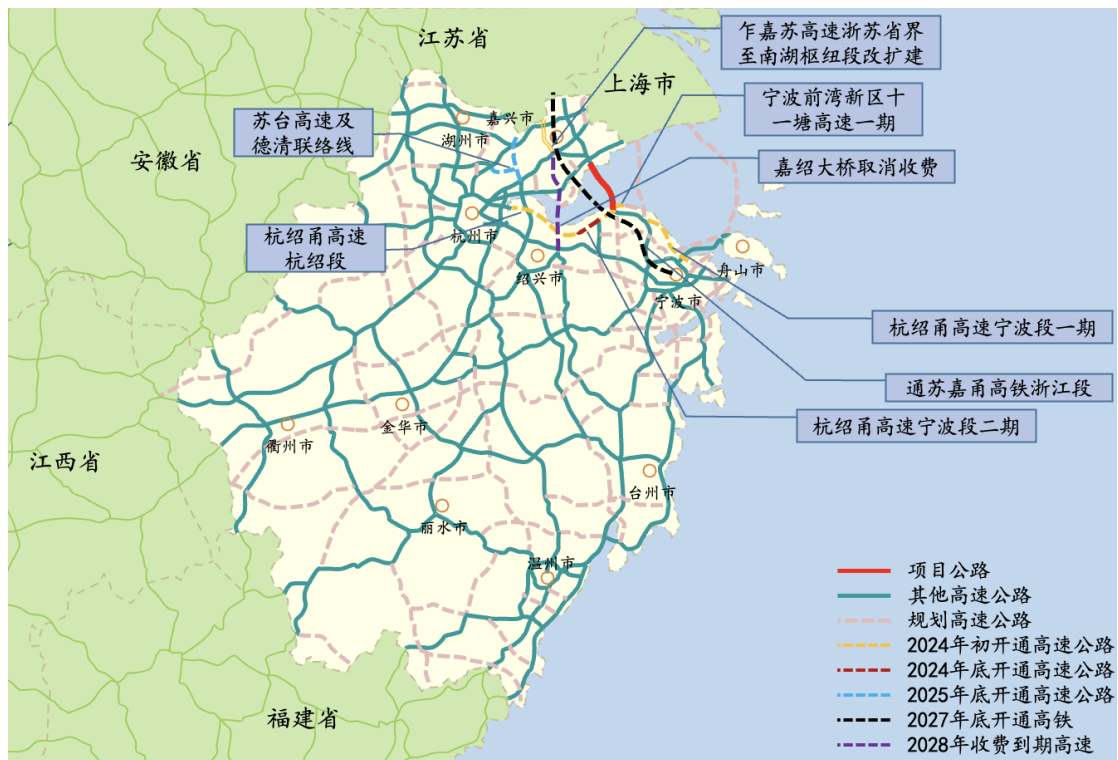 江苏省
上海市
安徽省
江西省
福建省
乍嘉苏高速浙苏省界
至南湖枢纽段改扩建
宁波前湾新区十
一塘高速一期
嘉绍大桥取消收费
苏台高速及
德清联络线
杭绍甬高速
杭绍段
杭绍甬高速宁波段一期
通苏嘉甬高铁浙江段
杭绍甬高速宁波段二期
嘉兴市
湖州市
杭州市
绍兴市
舟山市
宁波市
金华市
衢州市
台州市
丽水市
温州市
项目公路
其他高速公路
规划高速公路
2024年初开通高速公路
2024年底开通高速公路
2025年底开通高速公路
2027年底开通高铁
2028年收费到期高速